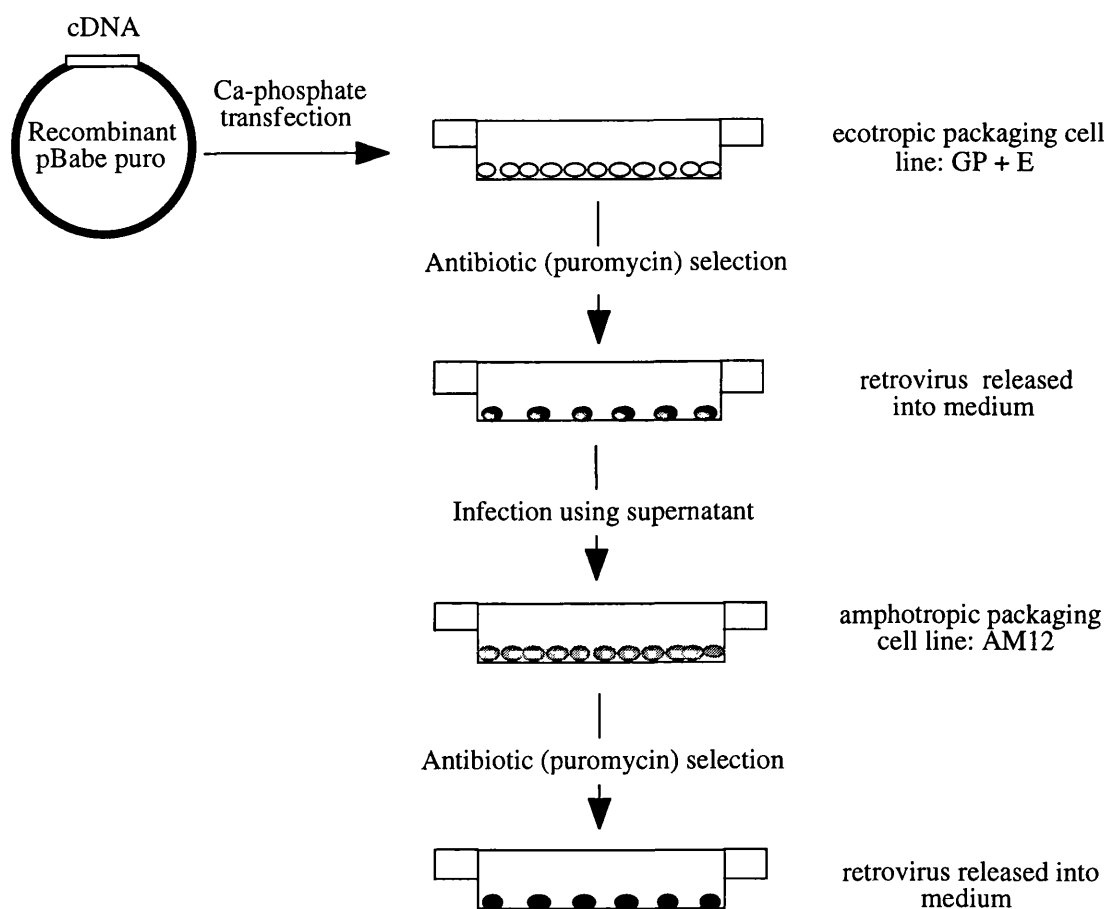 cDNA
Recombinant
pBabe puro
Ca-phosphate
transfection
ecotropic packaging cell
line: GP + E
Antibiotic (puromycin) selection
retrovirus released
into medium
Infection using supernatant
amphotropic packaging
cell line: AM12
Antibiotic (puromycin) selection
retrovirus released into
medium